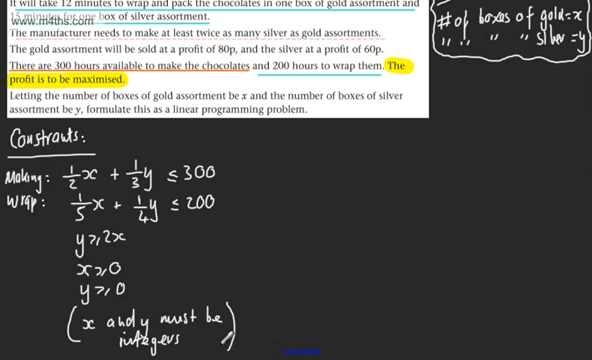 It will take 12 minutes to wrap and pack the chocolates in one box of gold assortment and
15 minutes for one box of silver assortment.
www.m4ths.com
The manufacturer needs to make at least twice as many silver as gold assortments.
The gold assortment will be sold at a profit of 80p, and the silver at a profit of 60p.
There are 300 hours available to make the chocolates and 200 hours to wrap them. The
profit is to be maximised.
Letting the number of boxes of gold assortment be x and the number of boxes of silver
assortment be y, formulate this as a linear programming problem.
# of boxes of gold = x
" " " " silver = y
Constraints:
Making: 1/2 x + 1/3 y ≤ 300
Wrap: 1/5 x + 1/4 y ≤ 200
y ≥ 2x
x ≥ 0
y ≥ 0
( x and y must be
integers )